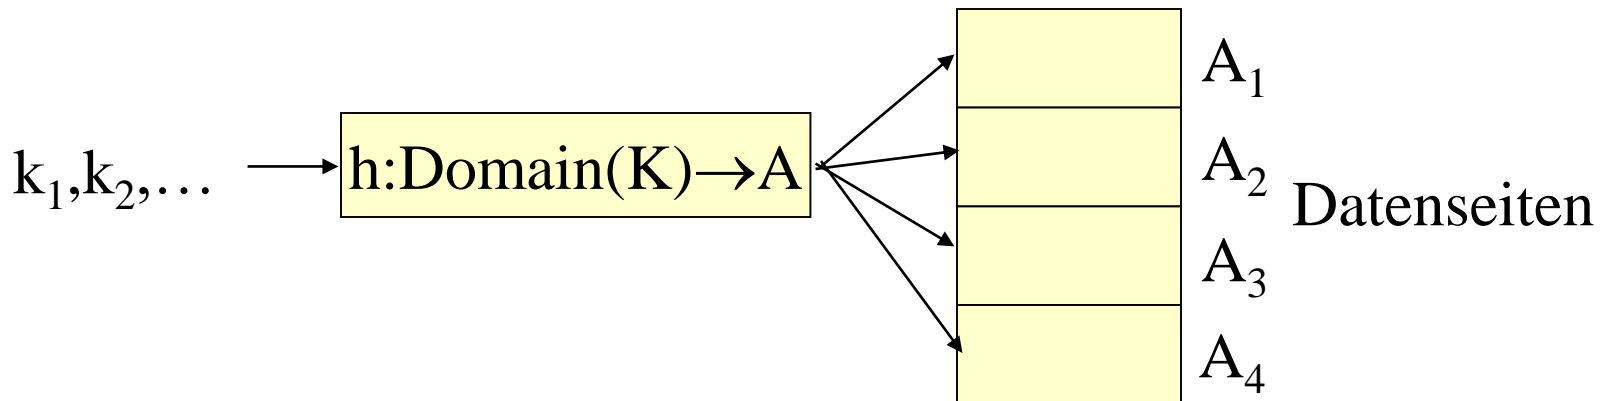 k₁,k₂,…
h:Domain(K)→A
A₁
A₂
A₃
A₄
Datenseiten